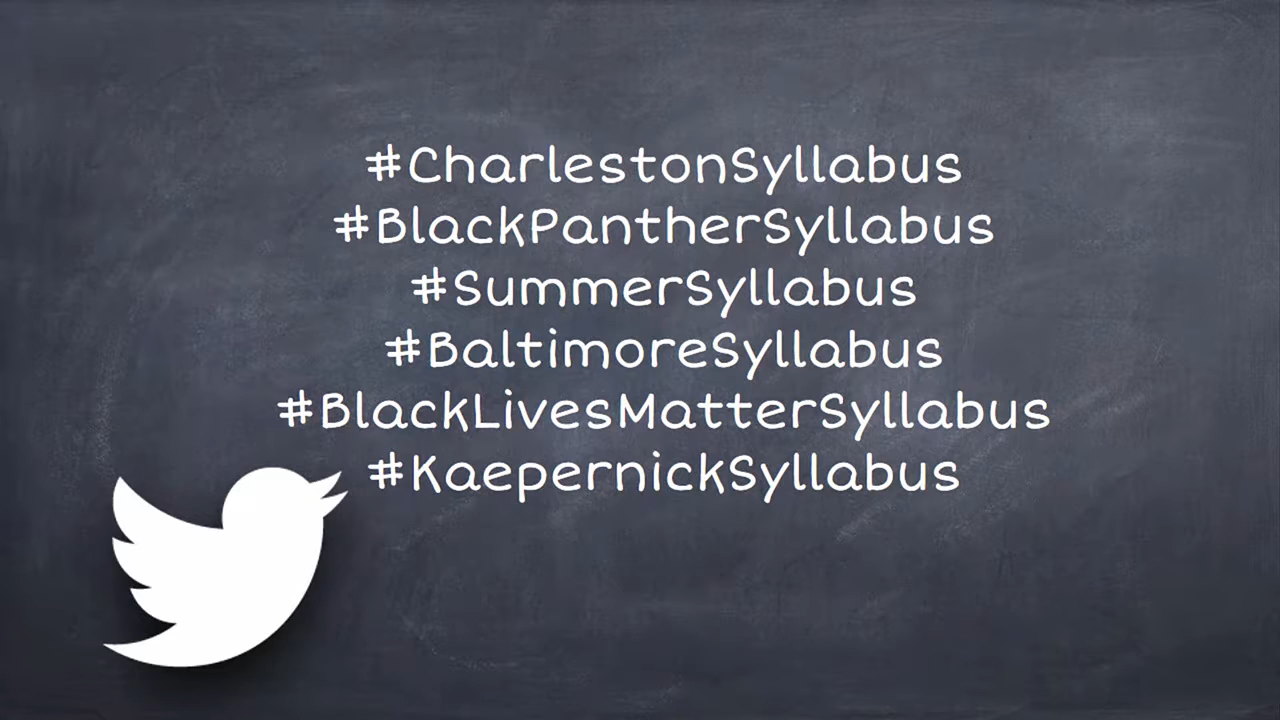 #CharlestonSyllabus
#BlackPantherSyllabus
#SummerSyllabus
#BaltimoreSyllabus
#BlackLivesMatterSyllabus
#KaepernickSyllabus